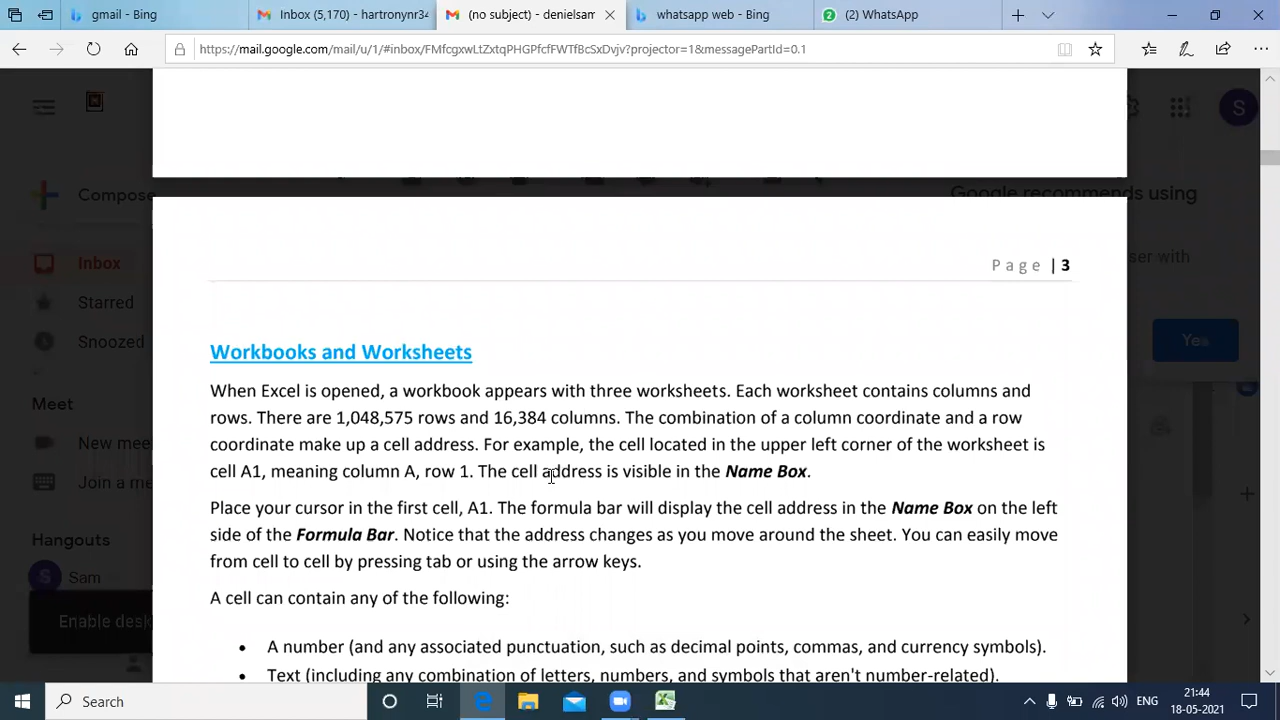 gmail - Bing
Inbox (5,170) - hartronynr34
(no subject) - denielsam
whatsapp web - Bing
(2) WhatsApp
https://mail.google.com/mail/u/1/#inbox/FMfcgxwLtZxtqPHGPfcfFWTfBcSxDvjv?projector=1&messagePartId=0.1
S
Compose
Google recommends using
Inbox
ser with
Starred
Snoozed
Yes
Page | 3
Workbooks and Worksheets
When Excel is opened, a workbook appears with three worksheets. Each worksheet contains columns and
rows. There are 1,048,575 rows and 16,384 columns. The combination of a column coordinate and a row
coordinate make up a cell address. For example, the cell located in the upper left corner of the worksheet is
cell A1, meaning column A, row 1. The cell address is visible in the Name Box.
Place your cursor in the first cell, A1. The formula bar will display the cell address in the Name Box on the left
side of the Formula Bar. Notice that the address changes as you move around the sheet. You can easily move
from cell to cell by pressing tab or using the arrow keys.
A cell can contain any of the following:
• A number (and any associated punctuation, such as decimal points, commas, and currency symbols).
• Text (including any combination of letters, numbers, and symbols that aren't number-related).
Meet
New mee
Join a me
Hangouts
S
Sam
Enable desk
Search
ENG
21:44
18-05-2021